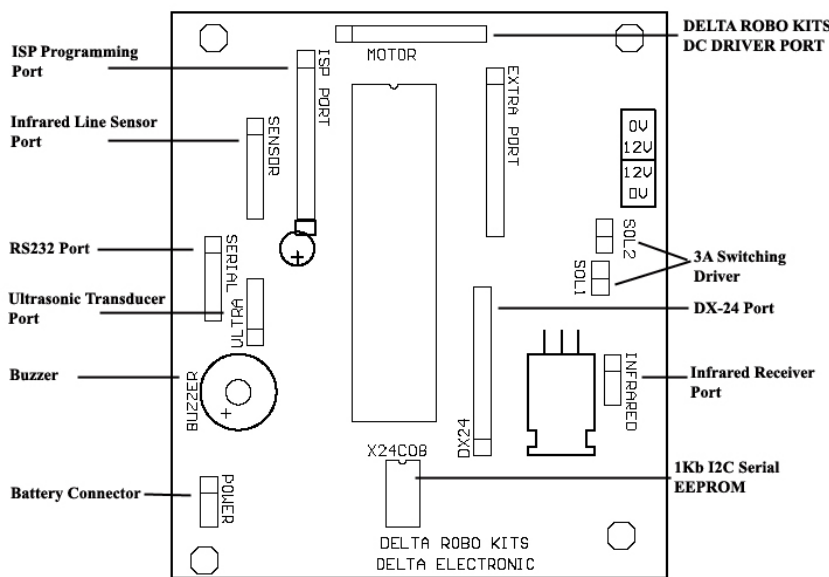 ISP Programming
Port
Infrared Line Sensor
Port
RS232 Port
Ultrasonic Transducer
Port
Buzzer
Battery Connector
MOTOR
ISP PORT
SENSOR
EXTRA PORT
0V
12V
12V
0V
SOL2
SOL1
SERIAL
ULTRA
BUZZER
POWER
DX24
INFRARED
X24C08
DELTA ROBO KITS
DELTA ELECTRONIC
DELTA ROBO KITS
DC DRIVER PORT
3A Switching
Driver
DX-24 Port
Infrared Receiver
Port
1Kb I2C Serial
EEPROM